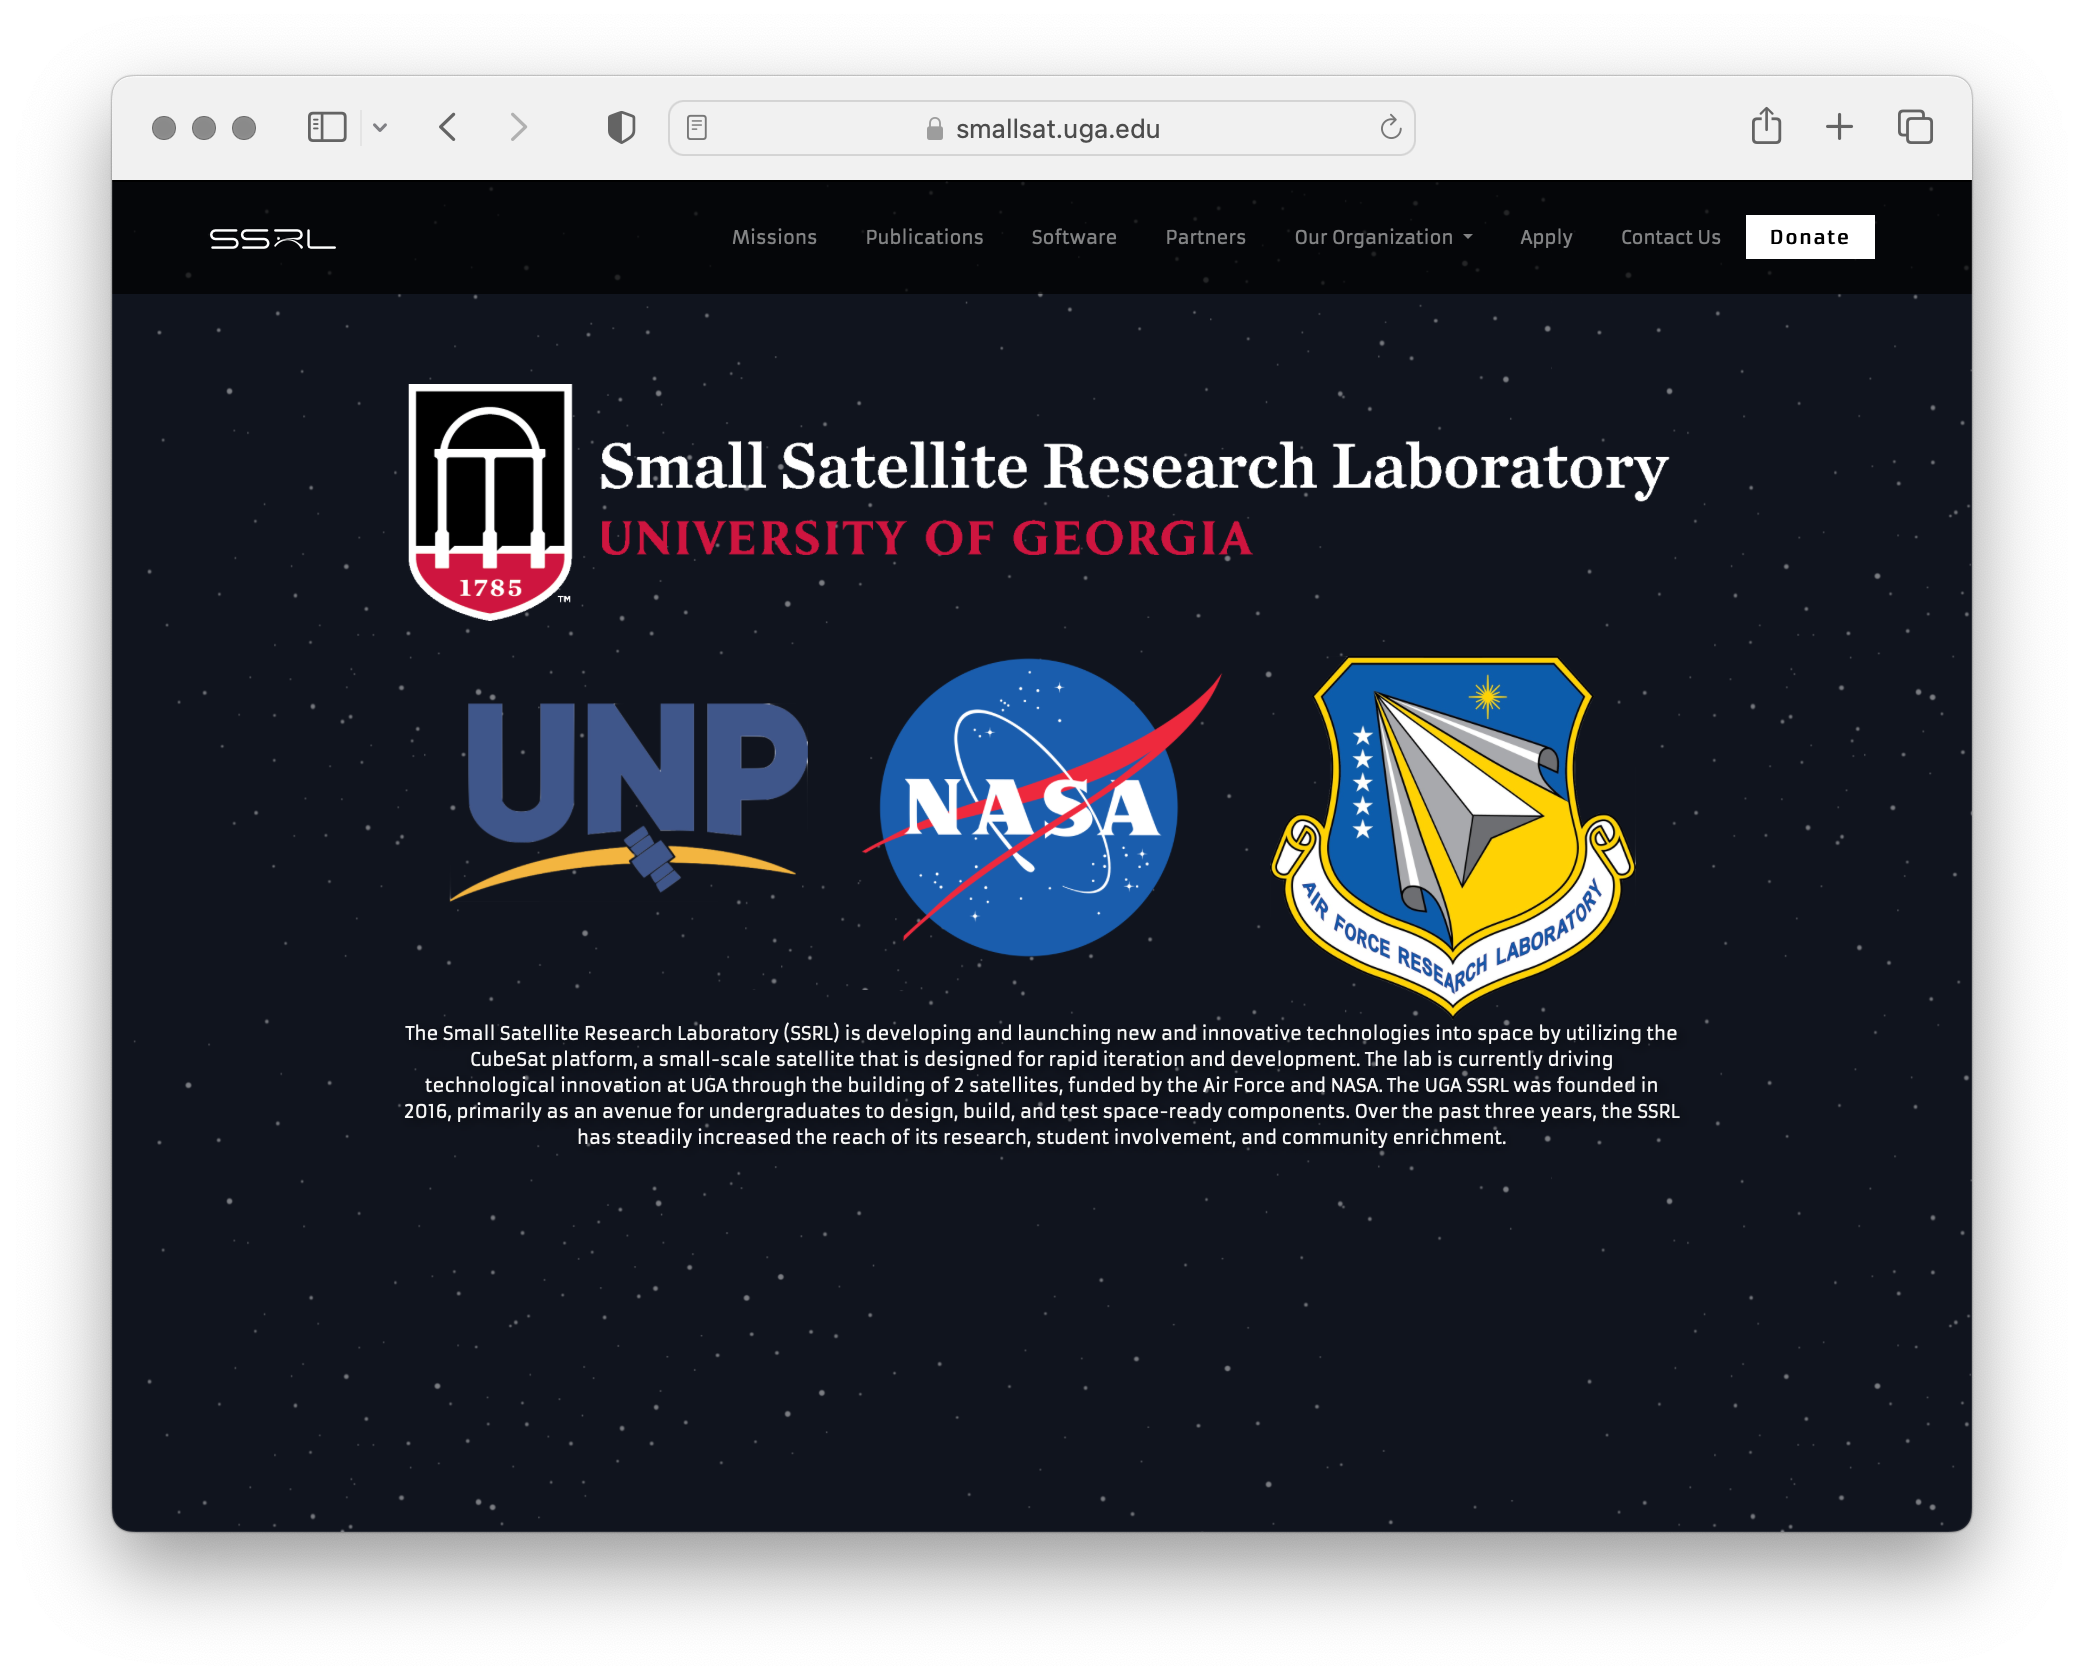 smallsat.uga.edu
SSRL
Missions
Publications
Software
Partners
Our Organization
Apply
Contact Us
Donate
Small Satellite Research Laboratory
UNIVERSITY OF GEORGIA
1785
TM
UNP
NASA
AIR FORCE RESEARCH LABORATORY
The Small Satellite Research Laboratory (SSRL) is developing and launching new and innovative technologies into space by utilizing the
CubeSat platform, a small-scale satellite that is designed for rapid iteration and development. The lab is currently driving
technological innovation at UGA through the building of 2 satellites, funded by the Air Force and NASA. The UGA SSRL was founded in
2016, primarily as an avenue for undergraduates to design, build, and test space-ready components. Over the past three years, the SSRL
has steadily increased the reach of its research, student involvement, and community enrichment.